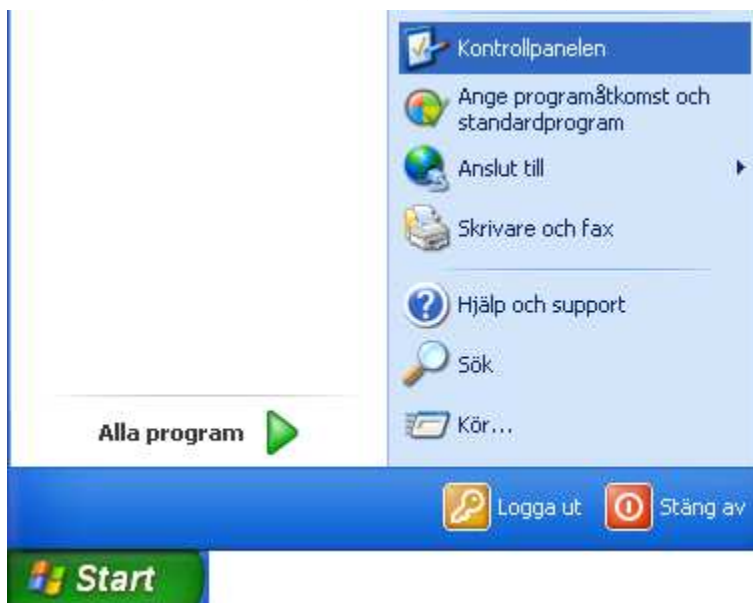 Kontrollpanelen
Ange programåtkomst och
standardprogram
Anslut till
Skrivare och fax
Hjälp och support
Sök
Kör...
Alla program
Logga ut
Stäng av
Start